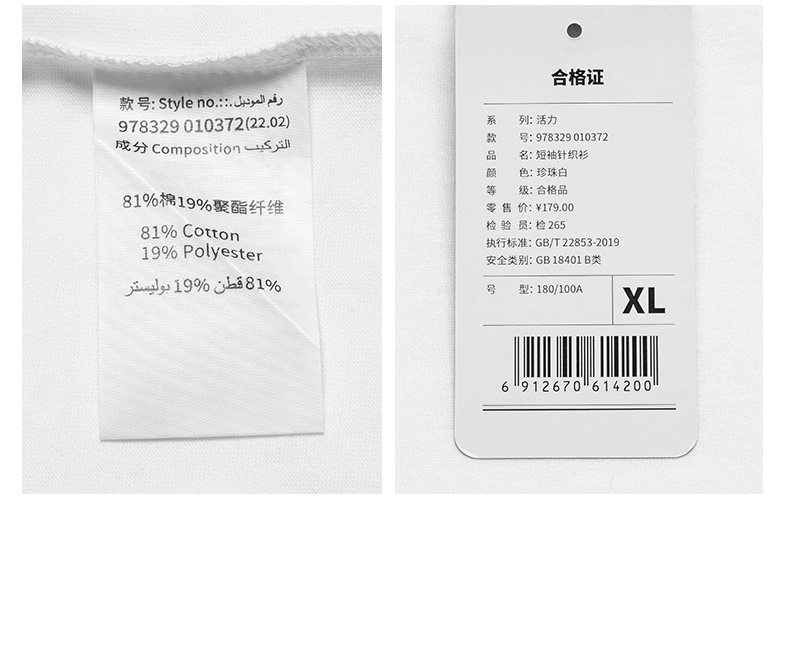 款号: Style no.::. رقم الموديل
978329 010372(22.02)
成分 Composition التركيب
81%棉19%聚酯纤维
81% Cotton
19% Polyester
81% قطن 19% بوليستر
合格证
系 列: 活力
款 号: 978329 010372
品 名: 短袖针织衫
颜 色: 珍珠白
等 级: 合格品
零 售 价: ¥179.00
检 验 员: 检 265
执行标准: GB/T 22853-2019
安全类别: GB 18401 B类
号 型: 180/100A
XL
6 912670 614200